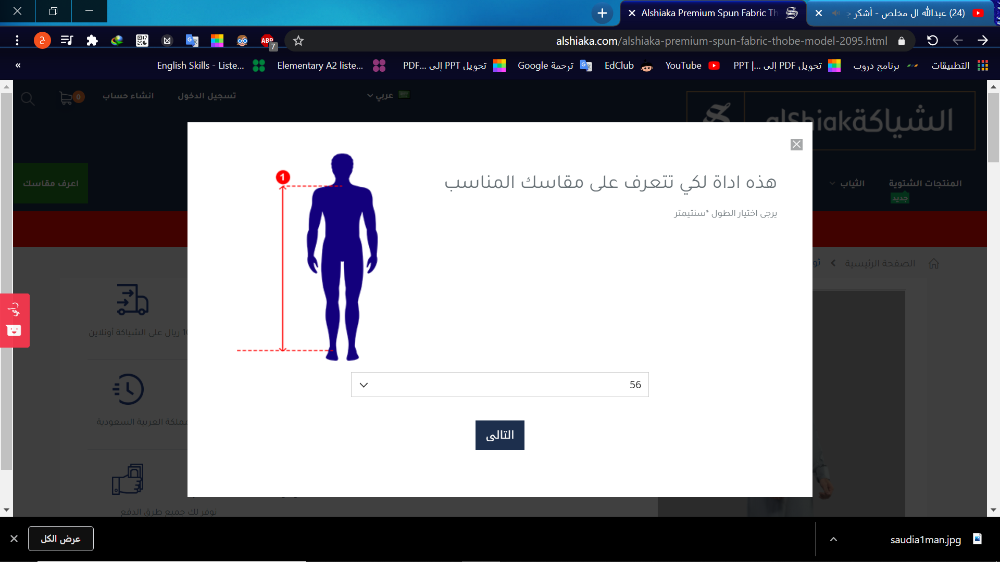 (24) عبدالله ال مخلص - أشكر
Alshiaka Premium Spun Fabric Th
alshiaka.com/alshiaka-premium-spun-fabric-thobe-model-2095.html
ABP
7
التطبيقات
برنامج دروب
تحويل PDF إلى ...| PPT
YouTube
EdClub
ترجمة Google
تحويل PPT إلى ...PDF
Elementary A2 liste...
English Skills - Liste...
«
الشياكة alshiaka
عربي
تسجيل الدخول
انشاء حساب
0
المنتجات الشتوية
جديد
الثياب
اعرف مقاسك
هذه اداة لكي تتعرف على مقاسك المناسب
يرجى اختيار الطول *سنتيمتر
1
الصفحة الرئيسية
رأي
ريال على الشياكة أونلاين
56
العربية السعودية
التالى
نوفر لك جميع طرق الدفع
saudia1man.jpg
عرض الكل